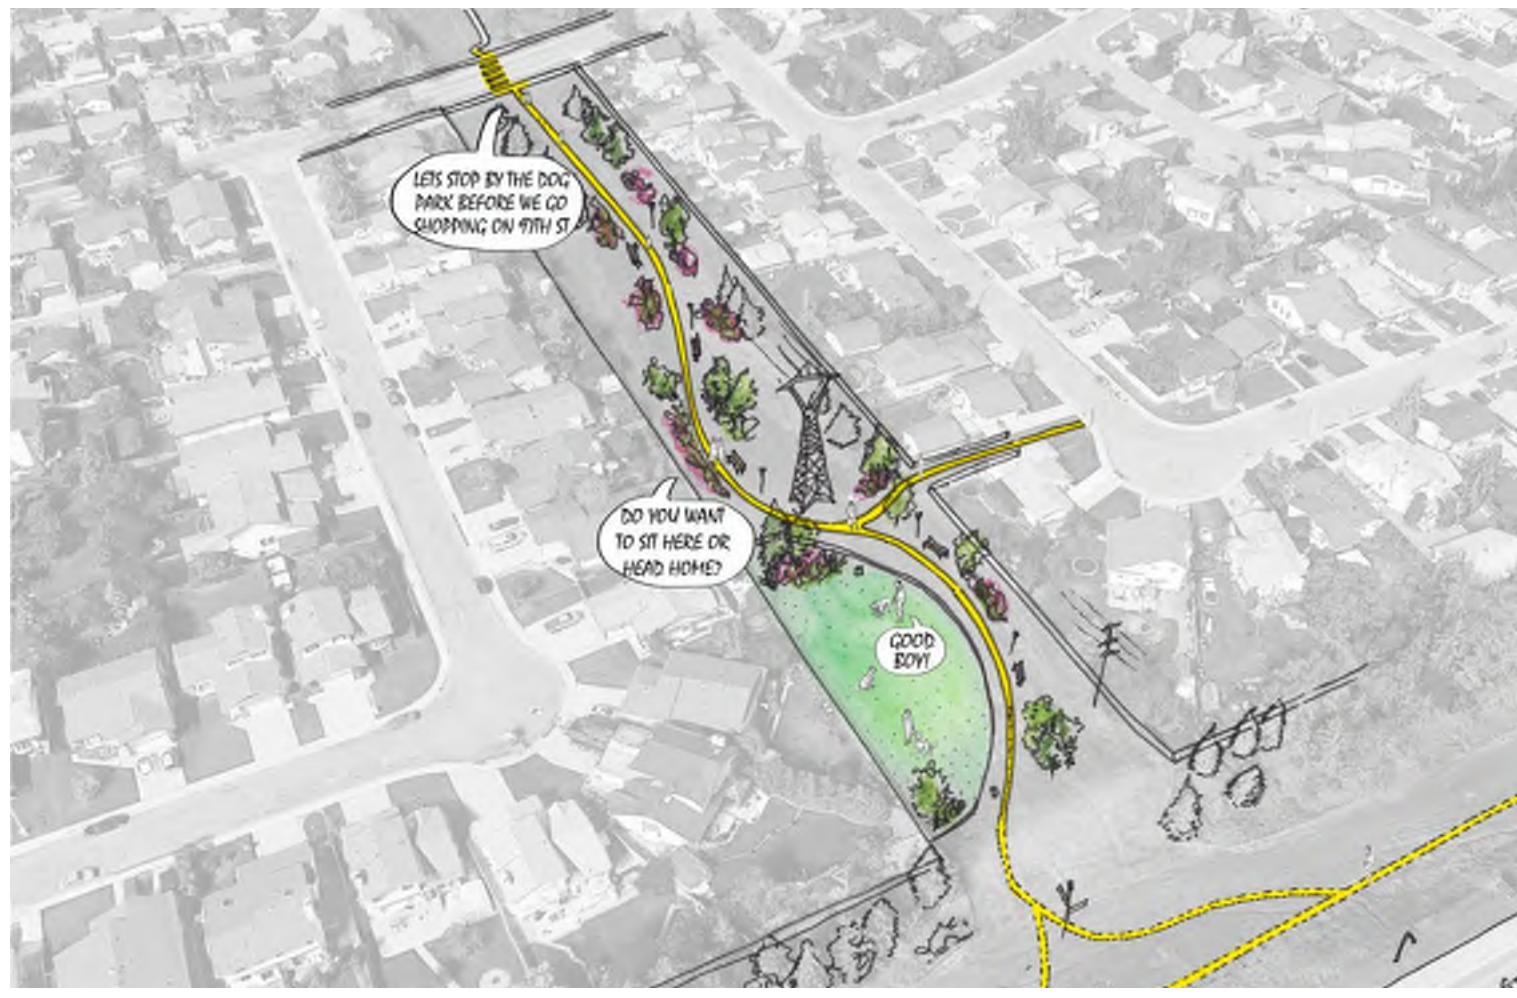 LETS STOP BY THE DOG
PARK BEFORE WE GO
SHOPPING ON 97TH ST
DO YOU WANT
TO SIT HERE OR
HEAD HOME?
GOOD
BOY!